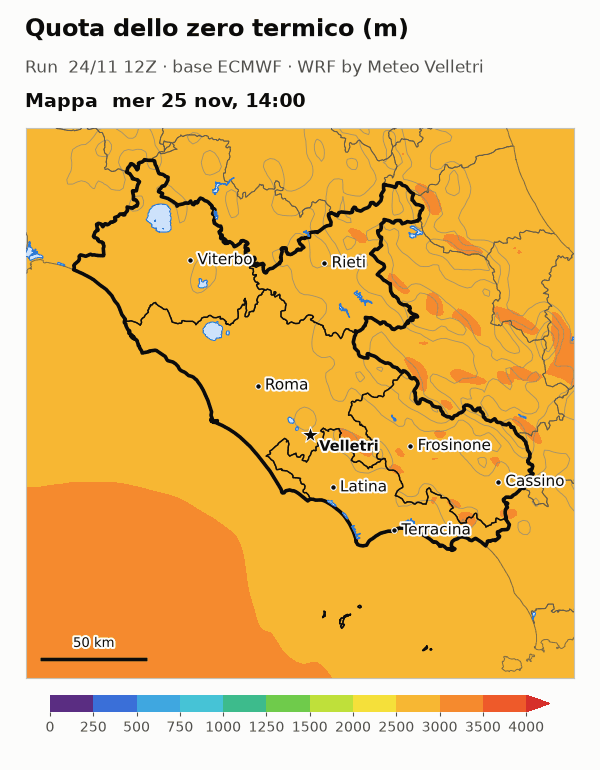 Quota dello zero termico (m)
Run  24/11 12Z · base ECMWF · WRF by Meteo Velletri
Mappa  mer 25 nov, 14:00
Viterbo
Rieti
Roma
Velletri
Frosinone
Cassino
Latina
Terracina
50 km
0 250 500 750 1000 1250 1500 2000 2500 3000 3500 4000